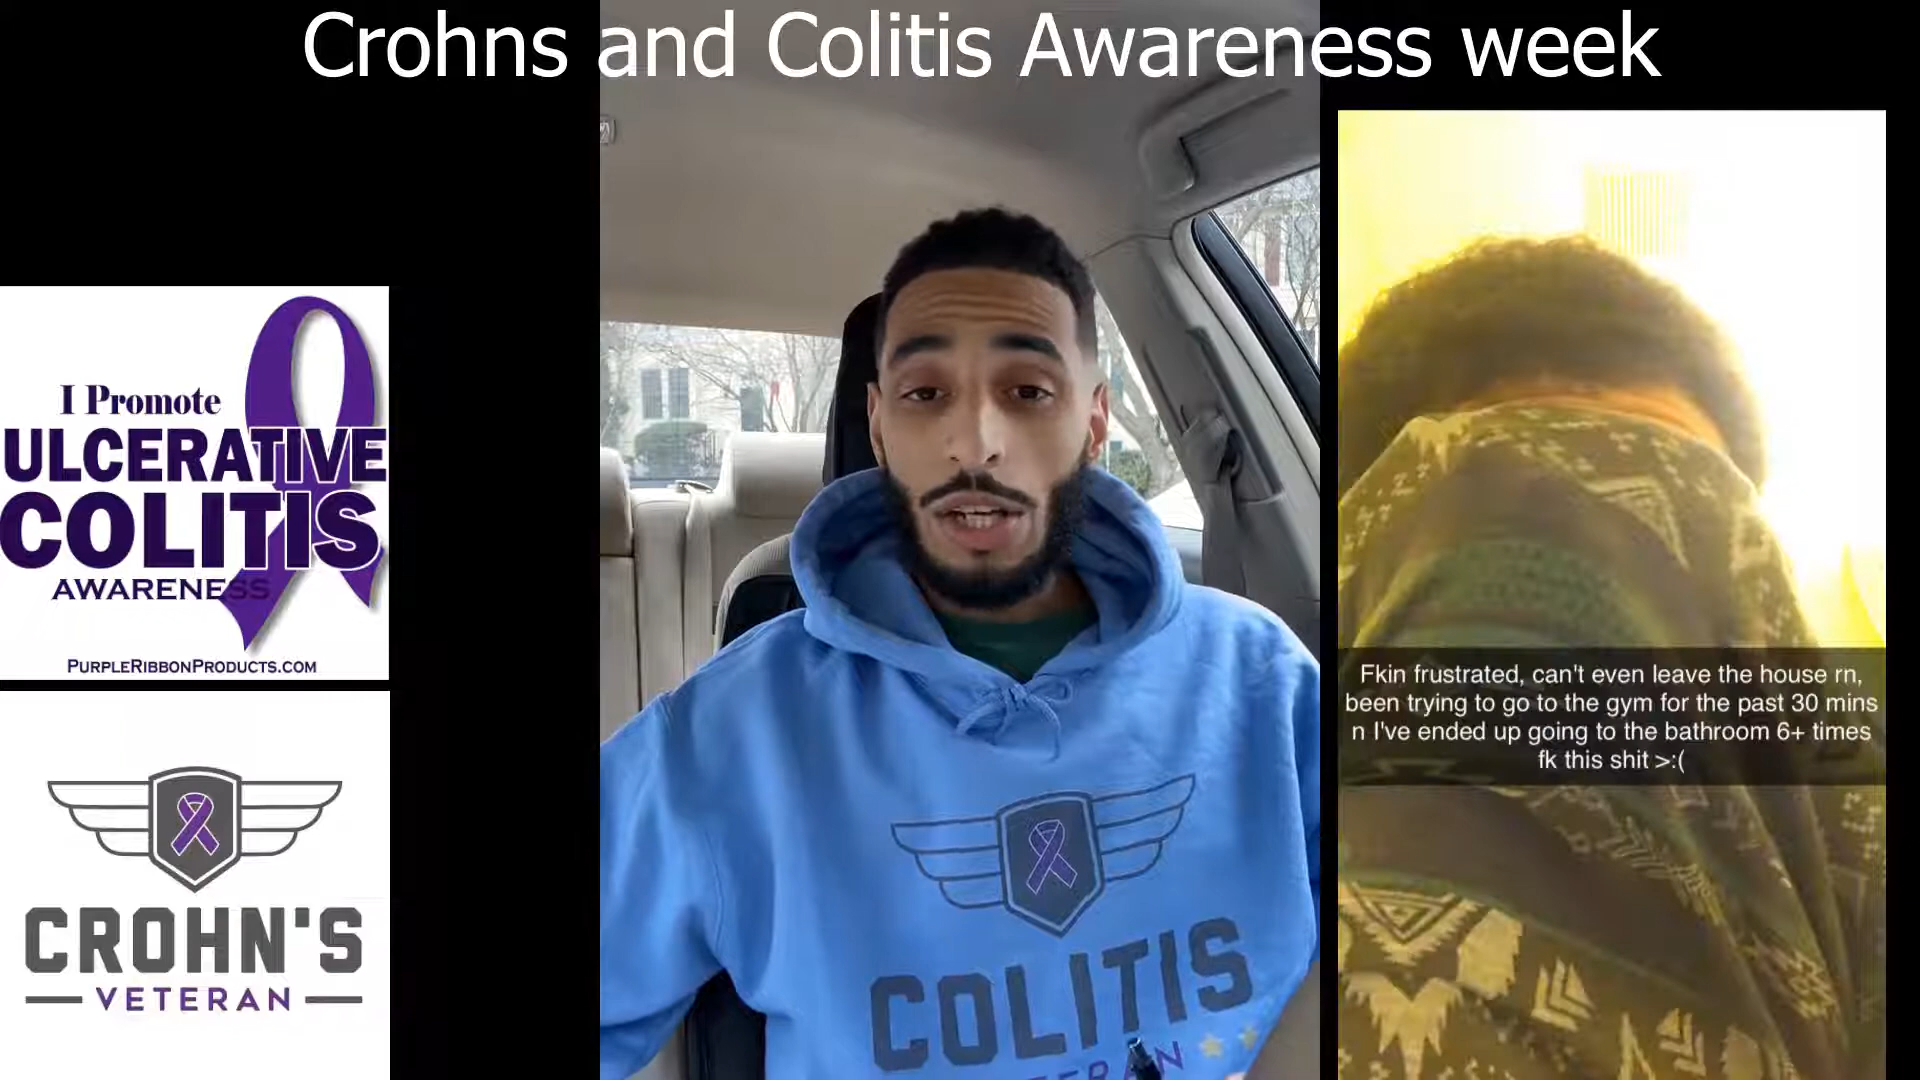 Crohns and Colitis Awareness week
I Promote
ULCERATIVE
COLITIS
AWARENESS
PURPLERIBBONPRODUCTS.COM
CROHN'S
VETERAN
COLITIS
Fkin frustrated, can't even leave the house rn,
been trying to go to the gym for the past 30 mins
n I've ended up going to the bathroom 6+ times
fk this shit >:(